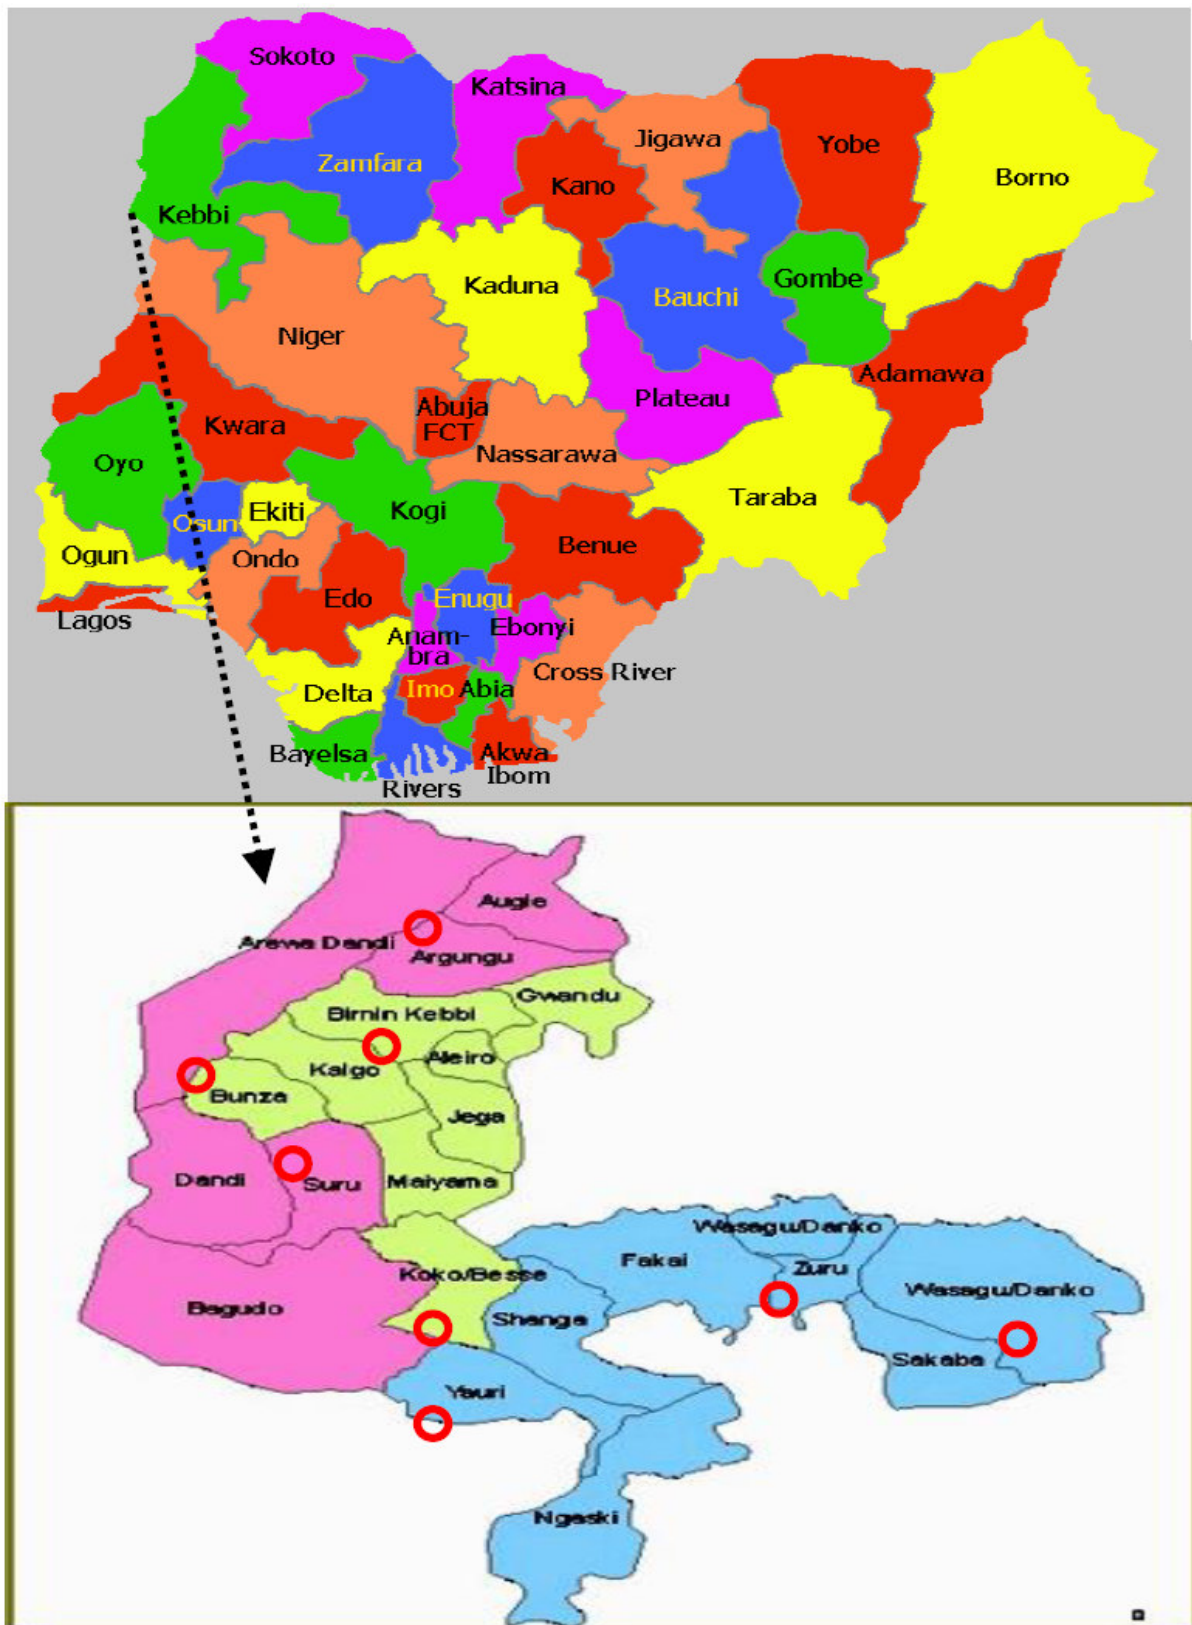 Sokoto
Katsina
Zamfara
Jigawa
Yobe
Borno
Kano
Kebbi
Kaduna
Bauchi
Gombe
Niger
Adamawa
Plateau
Abuja
FCT
Kwara
Nassarawa
Oyo
Taraba
Osun
Ekiti
Kogi
Benue
Ogun
Ondo
Edo
Enugu
Lagos
Anam-
bra
Ebonyi
Cross River
Delta
Imo
Abia
Bayelsa
Rivers
Akwa
Ibom
Augie
Arewa Dandi
Argungu
Gwandu
Birnin Kebbi
Aleiro
Kalgo
Bunza
Jega
Dandi
Suru
Maiyama
Wasagu/Danko
Fakai
Zuru
Koko/Besse
Wasagu/Danko
Bagudo
Shanga
Sakaba
Yauri
Ngaski